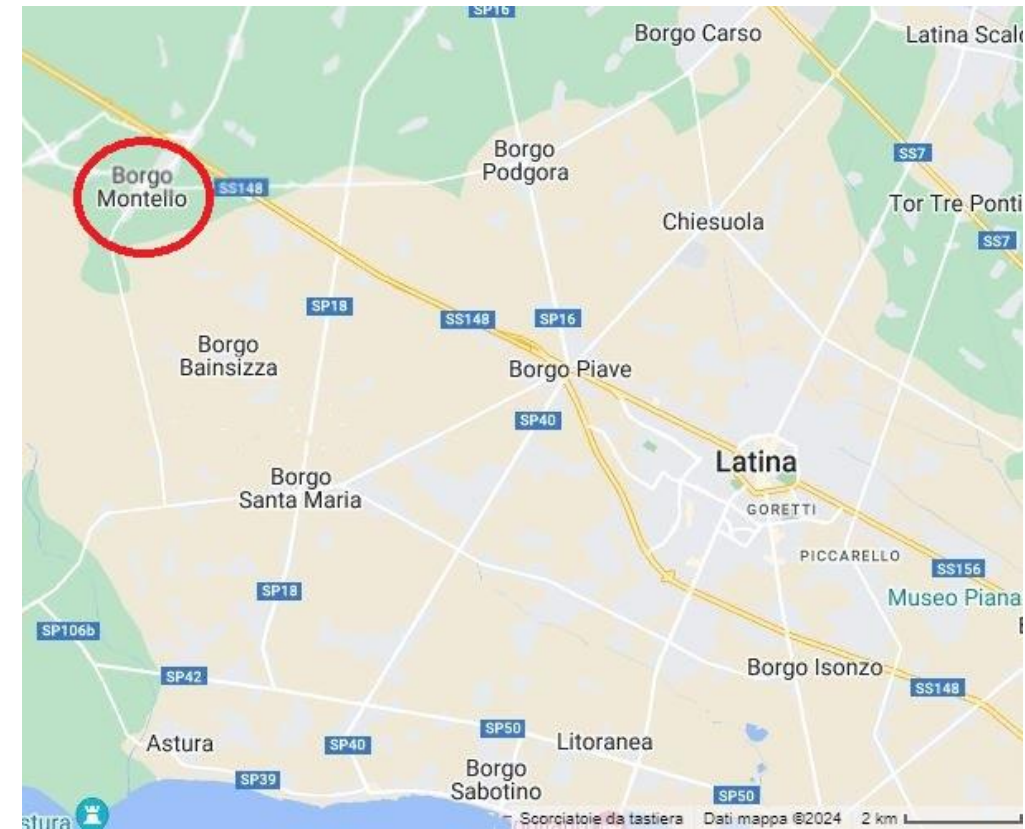 SP16
Borgo Carso
Latina Scalo
Borgo
Podgora
SS7
Borgo
Montello
SS148
Tor Tre Ponti
Chiesuola
SS7
SP18
SS148
SP16
Borgo
Bainsizza
Borgo Piave
SP40
Latina
Borgo
Santa Maria
GORETTI
PICCARELLO
SS156
SP18
Museo Piana
SP106b
Borgo Isonzo
SP42
SS148
SP50
Astura
SP40
Litoranea
Borgo
Sabotino
SP39
SP50
stura
Scorciatoie da tastiera Dati mappa ©2024 2 km